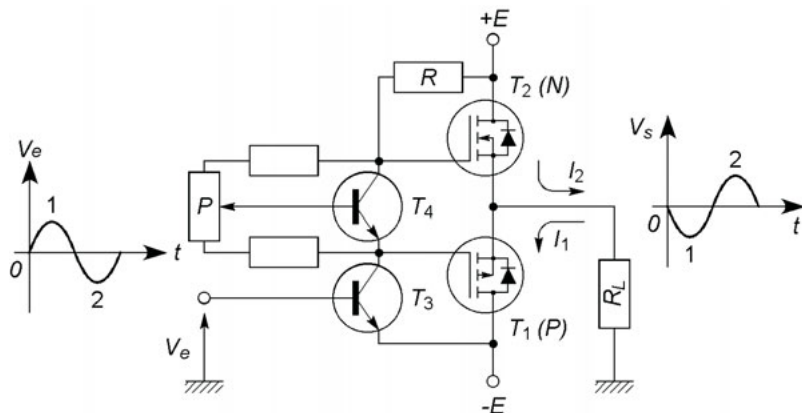 +E
R
T2 (N)
Ve
Vs
1
2
I2
P
T4
0
t
0
t
I1
1
2
T3
RL
Ve
T1 (P)
-E